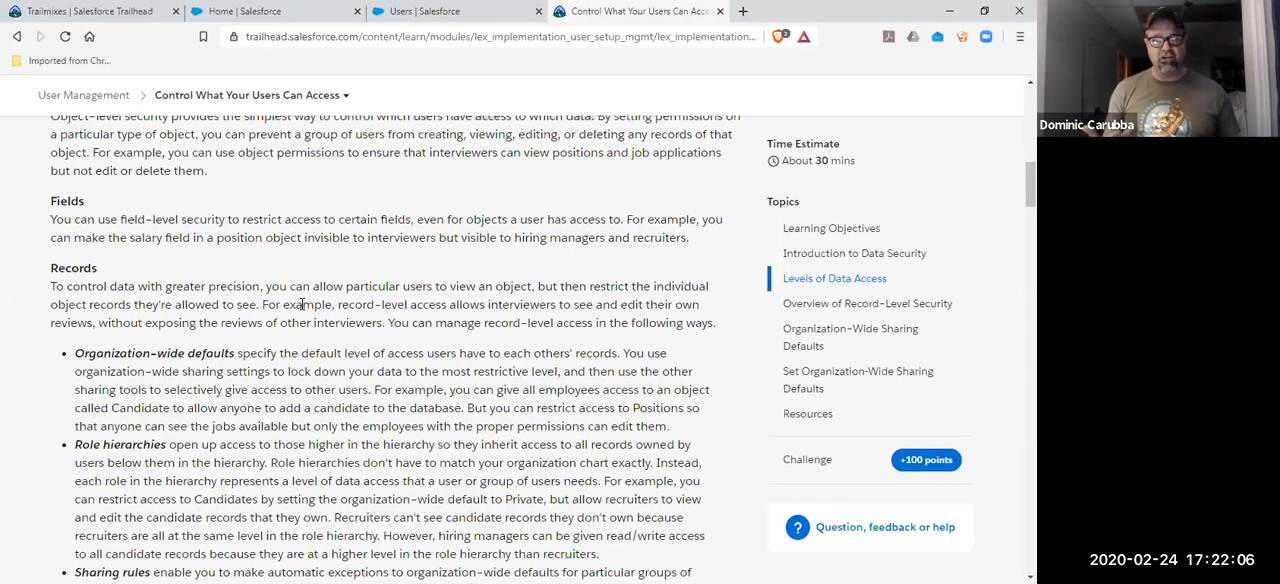 Trailmixes | Salesforce Trailhead
Home | Salesforce
Users | Salesforce
Control What Your Users Can Acce
trailhead.salesforce.com/content/learn/modules/lex_implementation_user_setup_mgmt/lex_implementation...
2
Imported from Chr...
User Management
Control What Your Users Can Access
Dominic Carubba
Object-level security provides the simplest way to control which users have access to which data. By setting permissions on
a particular type of object, you can prevent a group of users from creating, viewing, editing, or deleting any records of that
object. For example, you can use object permissions to ensure that interviewers can view positions and job applications
but not edit or delete them.
Fields
You can use field-level security to restrict access to certain fields, even for objects a user has access to. For example, you
can make the salary field in a position object invisible to interviewers but visible to hiring managers and recruiters.
Records
To control data with greater precision, you can allow particular users to view an object, but then restrict the individual
object records they're allowed to see. For example, record-level access allows interviewers to see and edit their own
reviews, without exposing the reviews of other interviewers. You can manage record-level access in the following ways.
Organization-wide defaults specify the default level of access users have to each others' records. You use
organization-wide sharing settings to lock down your data to the most restrictive level, and then use the other
sharing tools to selectively give access to other users. For example, you can give all employees access to an object
called Candidate to allow anyone to add a candidate to the database. But you can restrict access to Positions so
that anyone can see the jobs available but only the employees with the proper permissions can edit them.
Role hierarchies open up access to those higher in the hierarchy so they inherit access to all records owned by
users below them in the hierarchy. Role hierarchies don't have to match your organization chart exactly. Instead,
each role in the hierarchy represents a level of data access that a user or group of users needs. For example, you
can restrict access to Candidates by setting the organization-wide default to Private, but allow recruiters to view
and edit the candidate records that they own. Recruiters can't see candidate records they don't own because
recruiters are all at the same level in the role hierarchy. However, hiring managers can be given read/write access
to all candidate records because they are at a higher level in the role hierarchy than recruiters.
Sharing rules enable you to make automatic exceptions to organization-wide defaults for particular groups of
Time Estimate
About 30 mins
Topics
Learning Objectives
Introduction to Data Security
Levels of Data Access
Overview of Record-Level Security
Organization-Wide Sharing
Defaults
Set Organization-Wide Sharing
Defaults
Resources
Challenge
+100 points
? Question, feedback or help
2020-02-24 17:22:06